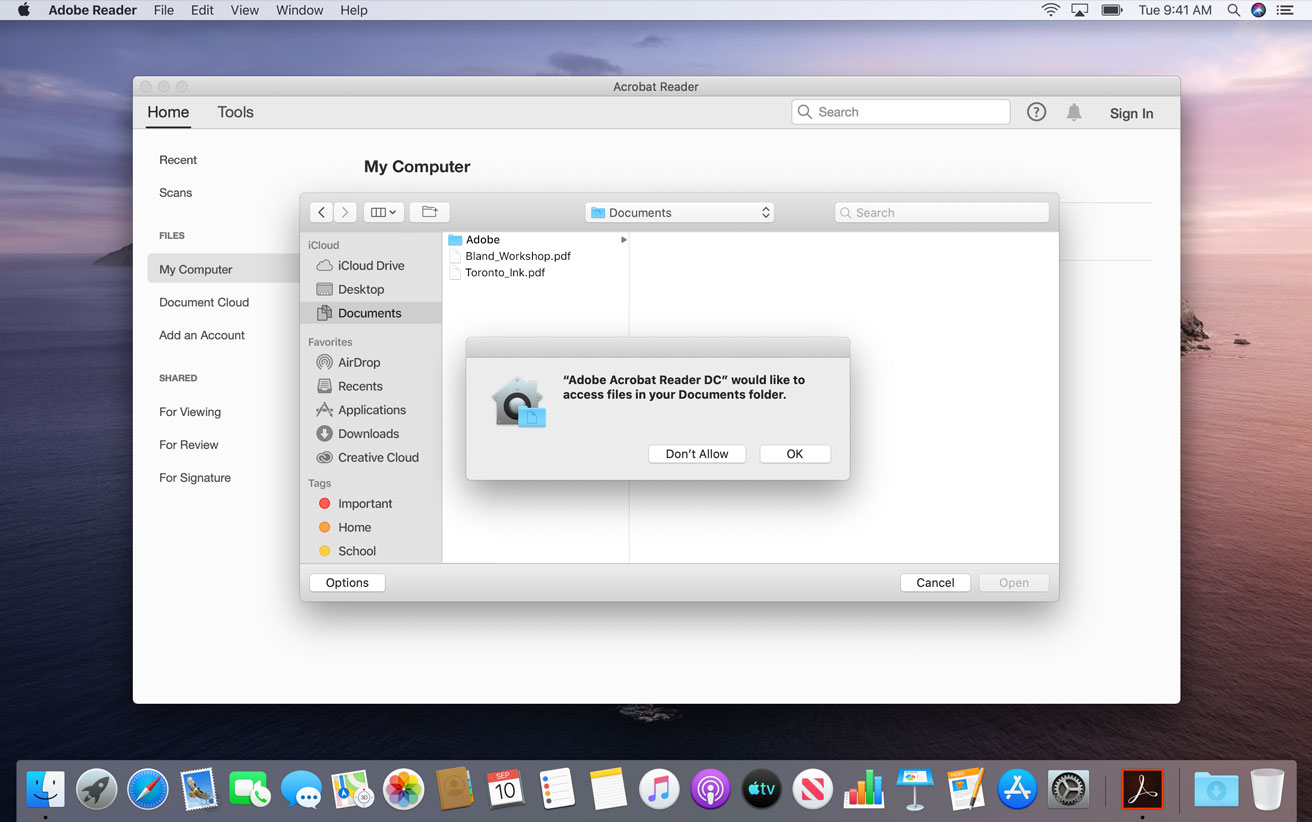 Adobe Reader File Edit View Window Help Tue 9:41 AM
Acrobat Reader
Home Tools Search ? Sign In
Recent
Scans
FILES
My Computer
Document Cloud
Add an Account
SHARED
For Viewing
For Review
For Signature
My Computer
Documents Search
iCloud
iCloud Drive
Desktop
Documents
Favorites
AirDrop
Recents
Applications
Downloads
Creative Cloud
Tags
Important
Home
School
Adobe
Bland_Workshop.pdf
Toronto_Ink.pdf
“Adobe Acrobat Reader DC” would like to
access files in your Documents folder.
Don’t Allow OK
Options Cancel Open
SEP
10
3D
tv